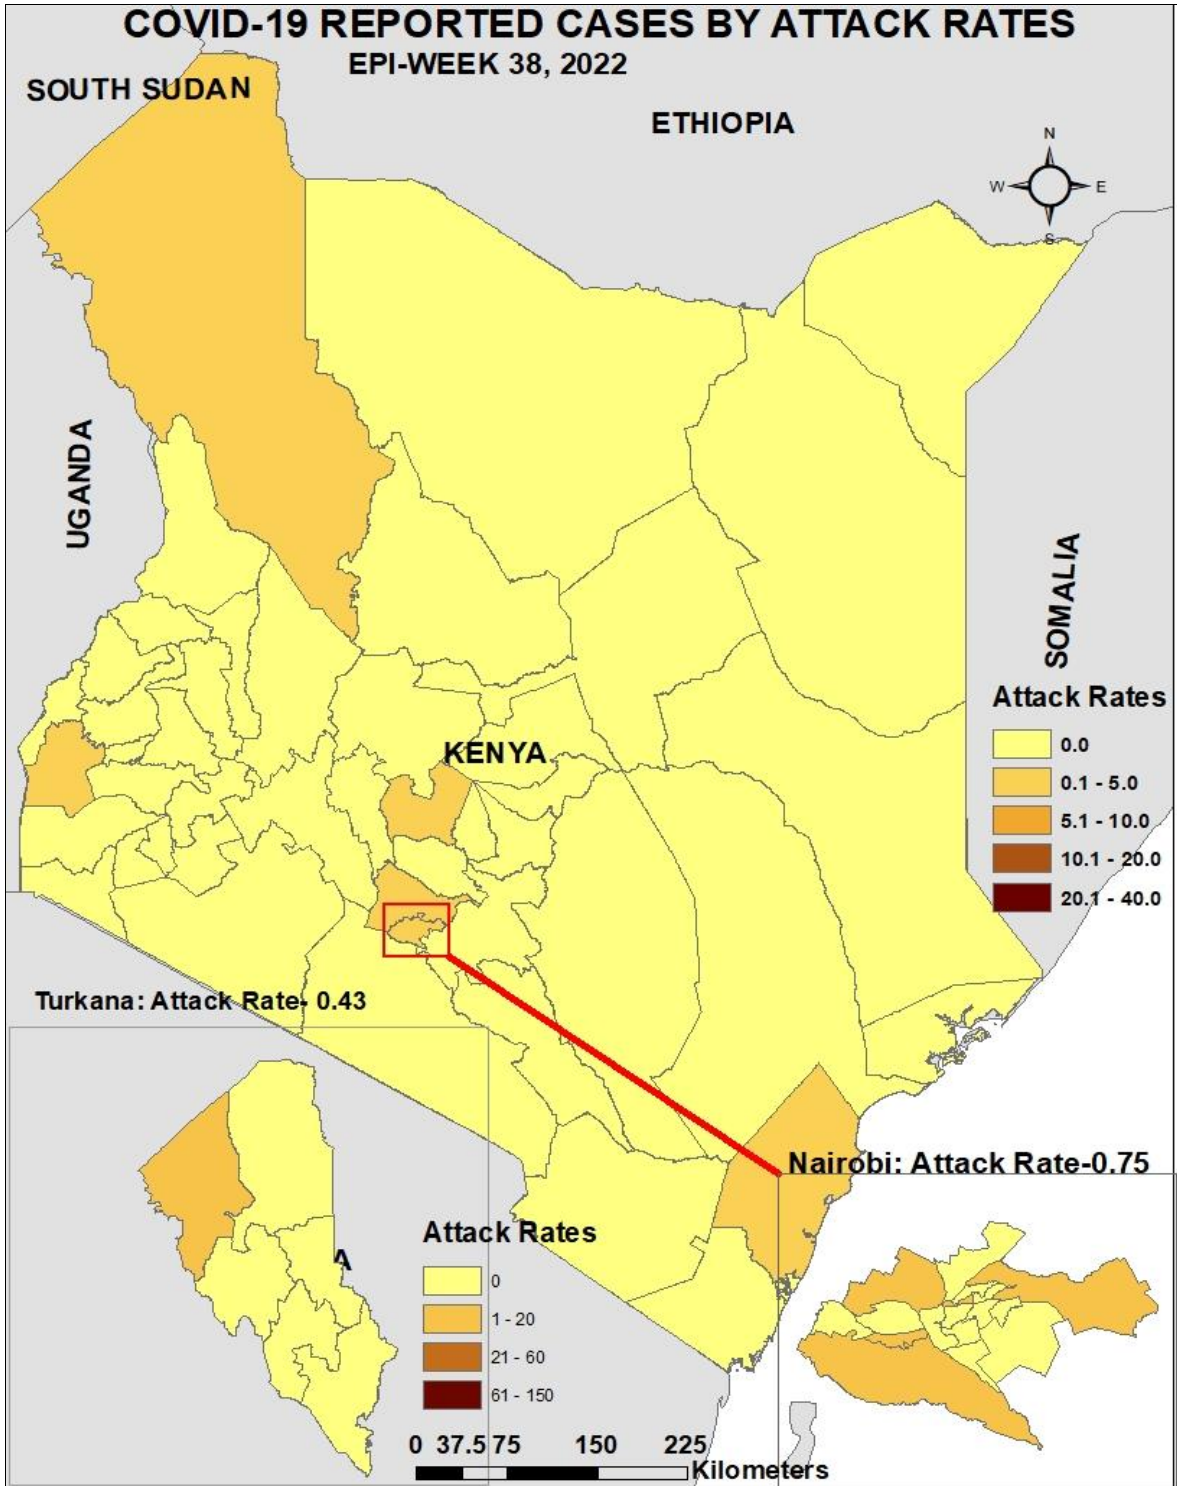 COVID-19 REPORTED CASES BY ATTACK RATES
EPI-WEEK 38, 2022
SOUTH SUDAN
ETHIOPIA
N
W E
S
UGANDA
SOMALIA
KENYA
Attack Rates
0.0
0.1 - 5.0
5.1 - 10.0
10.1 - 20.0
20.1 - 40.0
Turkana: Attack Rate- 0.43
Nairobi: Attack Rate-0.75
A
Attack Rates
0
1 - 20
21 - 60
61 - 150
0 37.5 75 150 225
Kilometers